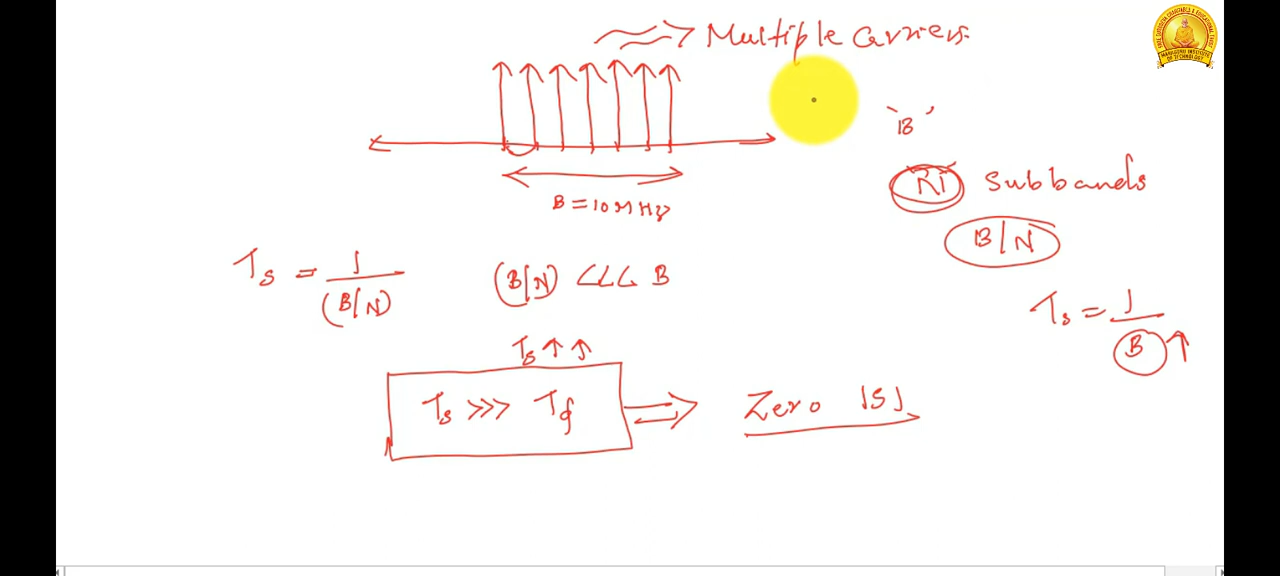 Multiple carriers
'B'
N subbands
B = 10 MHz
B/N
Ts = 1/(B/N)
(B/N) <<< B
Ts = 1/B ↑
Ts ↑ ↑
Ts >>> Td ⇒ Zero ISI